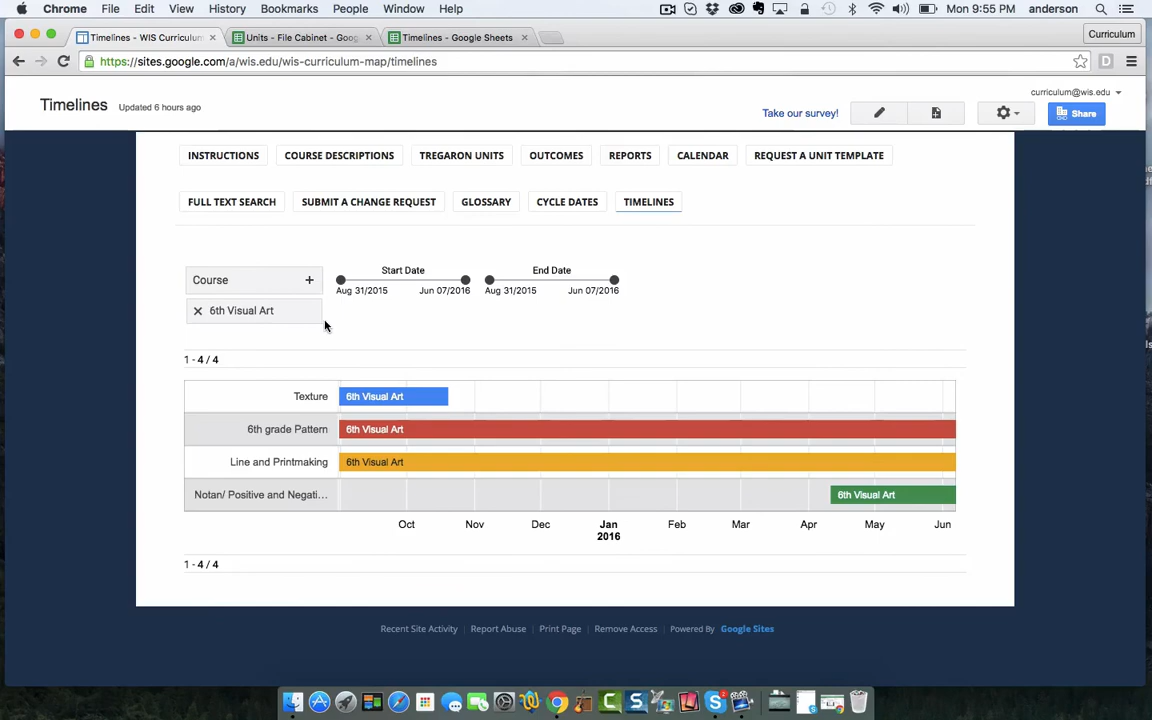 Chrome File Edit View History Bookmarks People Window Help Mon 9:55 PM anderson
Timelines - WIS Curriculum Units - File Cabinet - Goo Timelines - Google Sheets Curriculum
https://sites.google.com/a/wis.edu/wis-curriculum-map/timelines
curriculum@wis.edu
Timelines Updated 6 hours ago Take our survey! Share
INSTRUCTIONS COURSE DESCRIPTIONS TREGARON UNITS OUTCOMES REPORTS CALENDAR REQUEST A UNIT TEMPLATE
FULL TEXT SEARCH SUBMIT A CHANGE REQUEST GLOSSARY CYCLE DATES TIMELINES
Start Date End Date
Course +
Aug 31/2015 Jun 07/2016 Aug 31/2015 Jun 07/2016
6th Visual Art
1 - 4 / 4
Texture 6th Visual Art
6th grade Pattern 6th Visual Art
Line and Printmaking 6th Visual Art
Notan/ Positive and Negati... 6th Visual Art
Oct Nov Dec Jan Feb Mar Apr May Jun
2016
1 - 4 / 4
Recent Site Activity | Report Abuse | Print Page | Remove Access | Powered By Google Sites